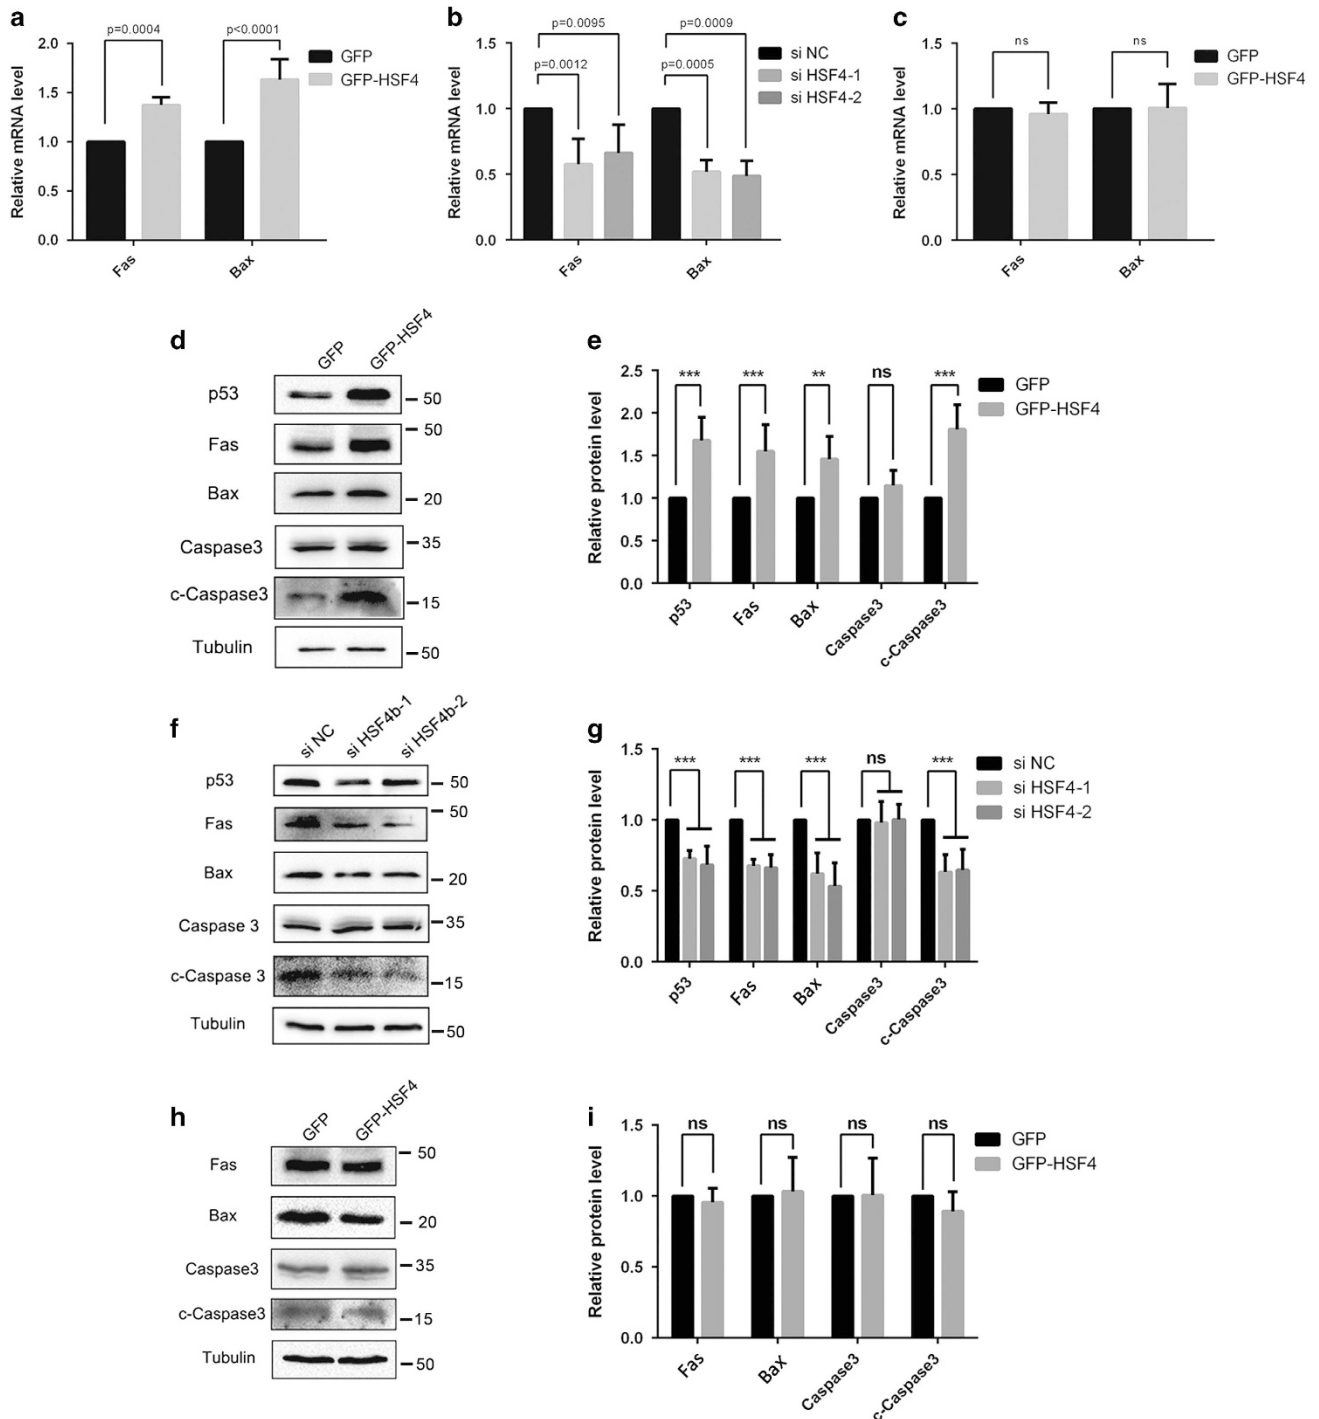 a
p=0.0004
p<0.0001
GFP
GFP-HSF4
Relative mRNA level
2.0
1.5
1.0
0.5
0.0
Fas
Bax
b
p=0.0095
p=0.0009
p=0.0012
p=0.0005
si NC
si HSF4-1
si HSF4-2
Relative mRNA level
1.5
1.0
0.5
0.0
Fas
Bax
c
ns
ns
GFP
GFP-HSF4
Relative mRNA level
1.5
1.0
0.5
0.0
Fas
Bax
d
GFP
GFP-HSF4
p53
50
Fas
50
Bax
20
Caspase3
35
c-Caspase3
15
Tubulin
50
e
*** *** ** ns ***
GFP
GFP-HSF4
Relative protein level
2.5
2.0
1.5
1.0
0.5
0.0
p53
Fas
Bax
Caspase3
c-Caspase3
f
si NC
si HSF4b-1
si HSF4b-2
p53
50
Fas
50
Bax
20
Caspase 3
35
c-Caspase 3
15
Tubulin
50
g
*** *** *** ns ***
si NC
si HSF4-1
si HSF4-2
Relative protein level
1.5
1.0
0.5
0.0
p53
Fas
Bax
Caspase3
c-Caspase3
h
GFP
GFP-HSF4
Fas
50
Bax
20
Caspase3
35
c-Caspase3
15
Tubulin
50
i
ns ns ns ns
GFP
GFP-HSF4
Relative protein level
1.5
1.0
0.5
0.0
Fas
Bax
Caspase3
c-Caspase3